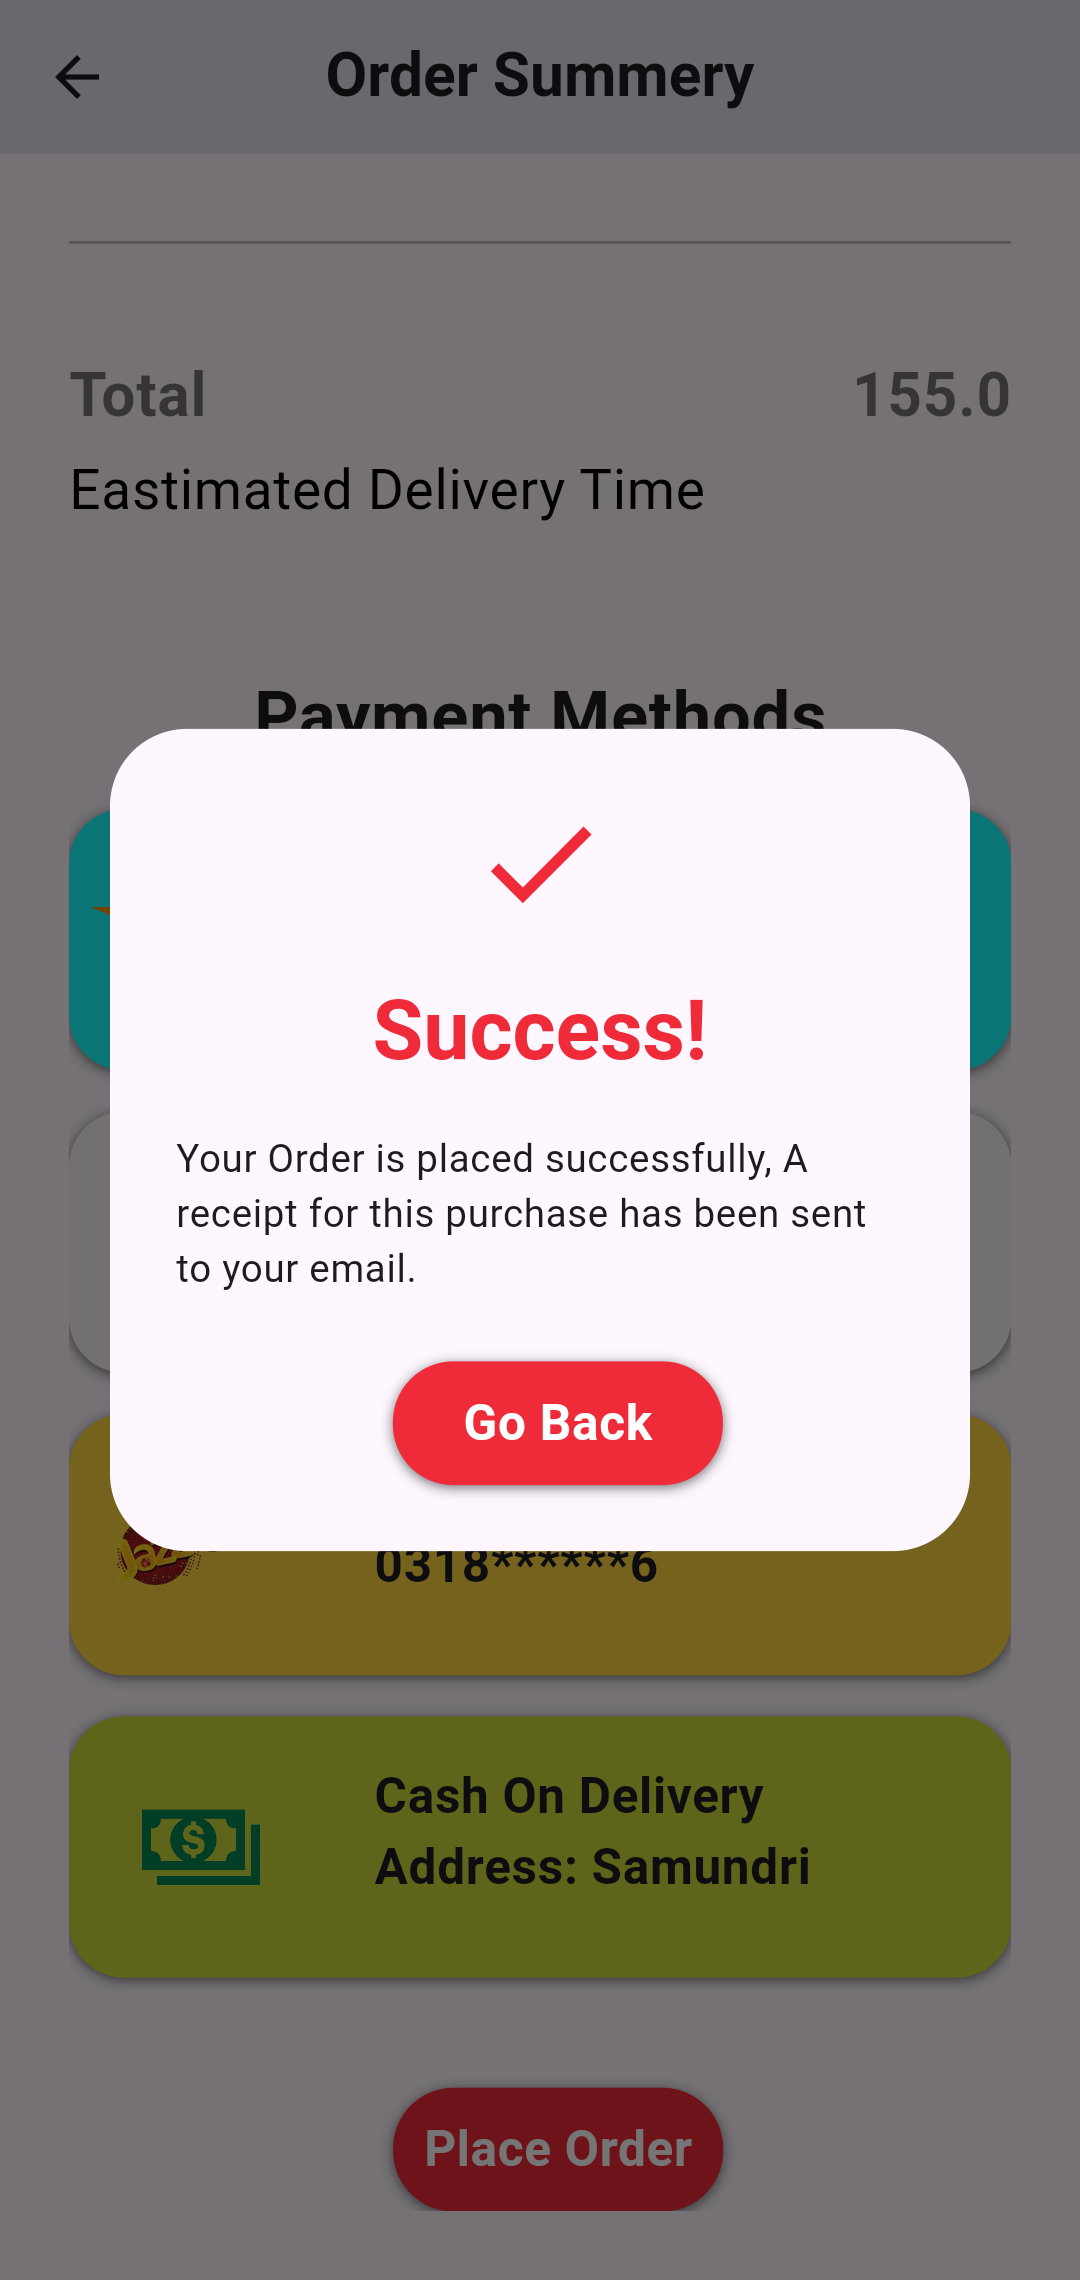 Order Summery
Total 155.0
Eastimated Delivery Time
Payment Methods
Success!
Your Order is placed successfully, A
receipt for this purchase has been sent
to your email.
Go Back
0318******6
Cash On Delivery
Address: Samundri
Place Order